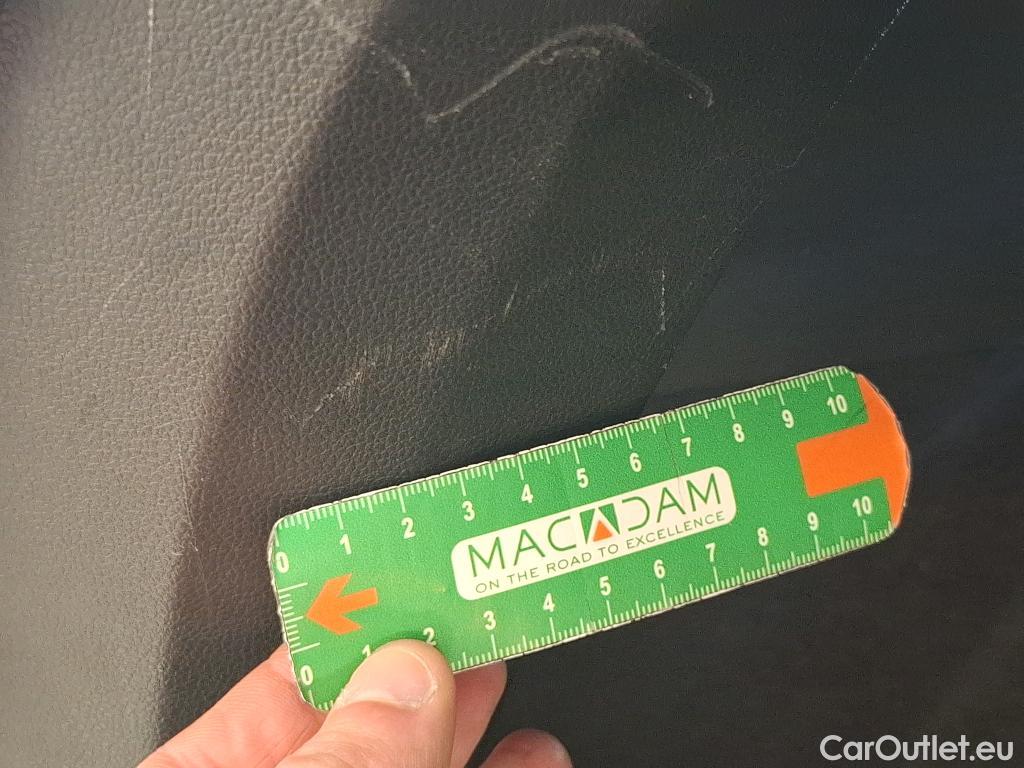 0 1 2 3 4 5 6 7 8 9 10
MACADAM
ON THE ROAD TO EXCELLENCE
0 1 2 3 4 5 6 7 8 9 10
CarOutlet.eu